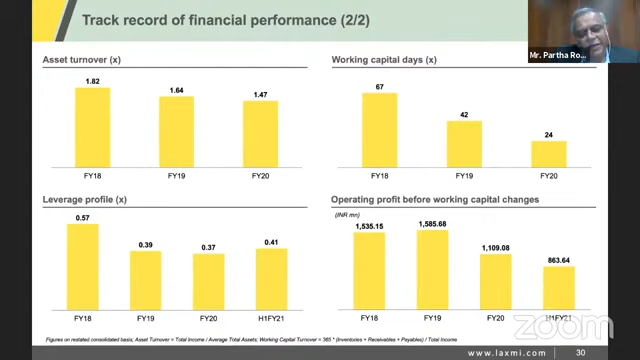 Track record of financial performance (2/2)
Mr. Partha Ro...
Asset turnover (x)
1.82
1.64
1.47
FY18
FY19
FY20
Working capital days (x)
67
42
24
FY18
FY19
FY20
Leverage profile (x)
0.57
0.39
0.37
0.41
FY18
FY19
FY20
H1FY21
Operating profit before working capital changes
(INR mn)
1,535.15
1,585.68
1,109.08
863.64
FY18
FY19
FY20
H1FY21
zoom
Figures on restated consolidated basis; Asset Turnover = Total Income / Average Total Assets; Working Capital Turnover = 365 * (Inventories + Receivables + Payables) / Total Income
www.laxmi.com
30